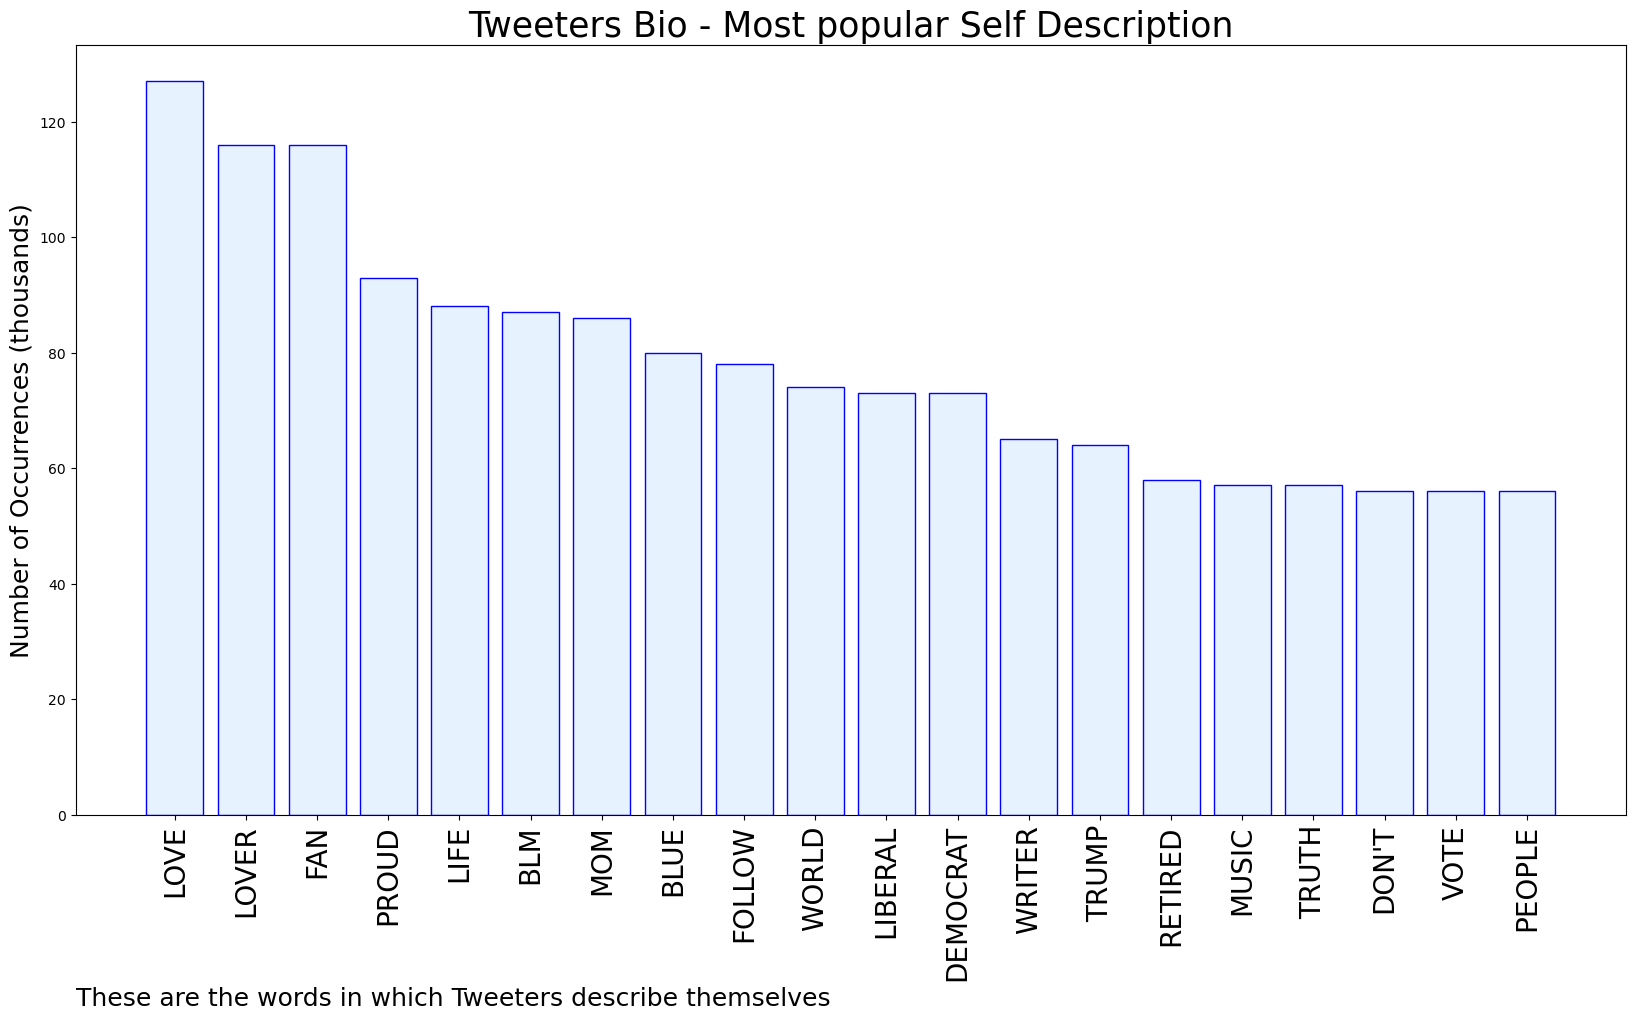 Tweeters Bio - Most popular Self Description
Number of Occurrences (thousands)
120
100
80
60
40
20
0
LOVE
LOVER
FAN
PROUD
LIFE
BLM
MOM
BLUE
FOLLOW
WORLD
LIBERAL
DEMOCRAT
WRITER
TRUMP
RETIRED
MUSIC
TRUTH
DON'T
VOTE
PEOPLE
These are the words in which Tweeters describe themselves